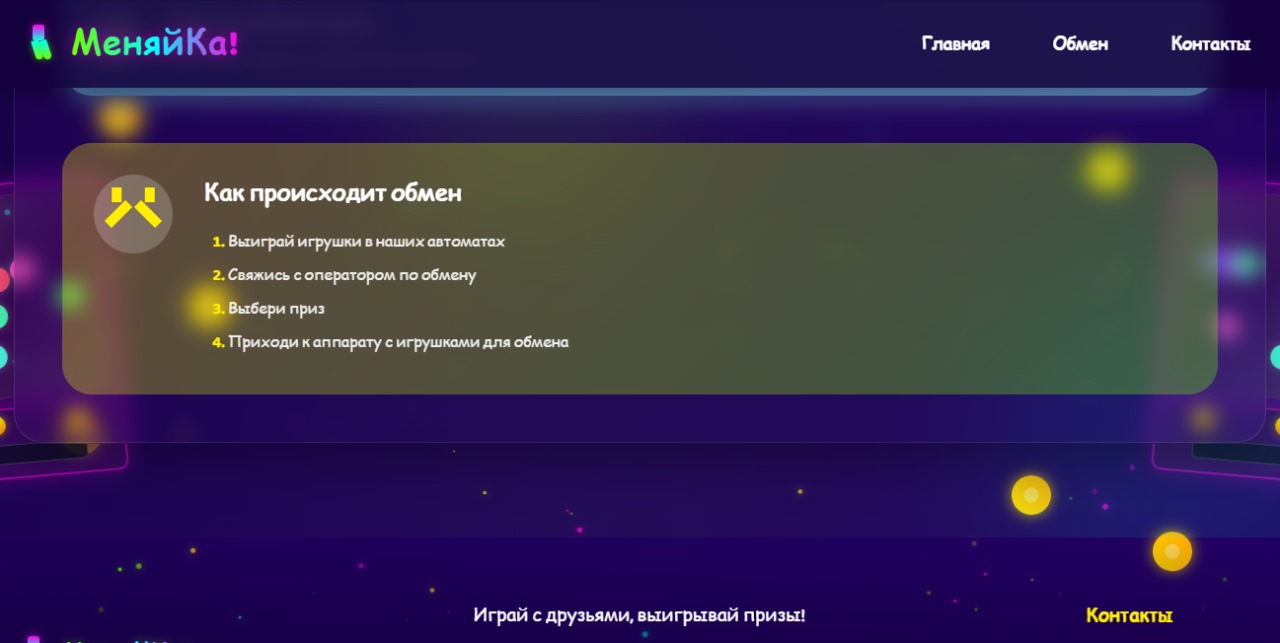 МеняйКа!
Главная
Обмен
Контакты
Как происходит обмен
1. Выиграй игрушки в наших автоматах
2. Свяжись с оператором по обмену
3. Выбери приз
4. Приходи к аппарату с игрушками для обмена
Играй с друзьями, выигрывай призы!
Контакты